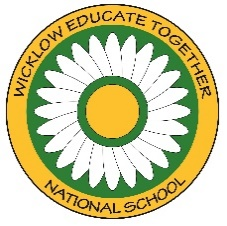 WICKLOW EDUCATE TOGETHER
NATIONAL SCHOOL